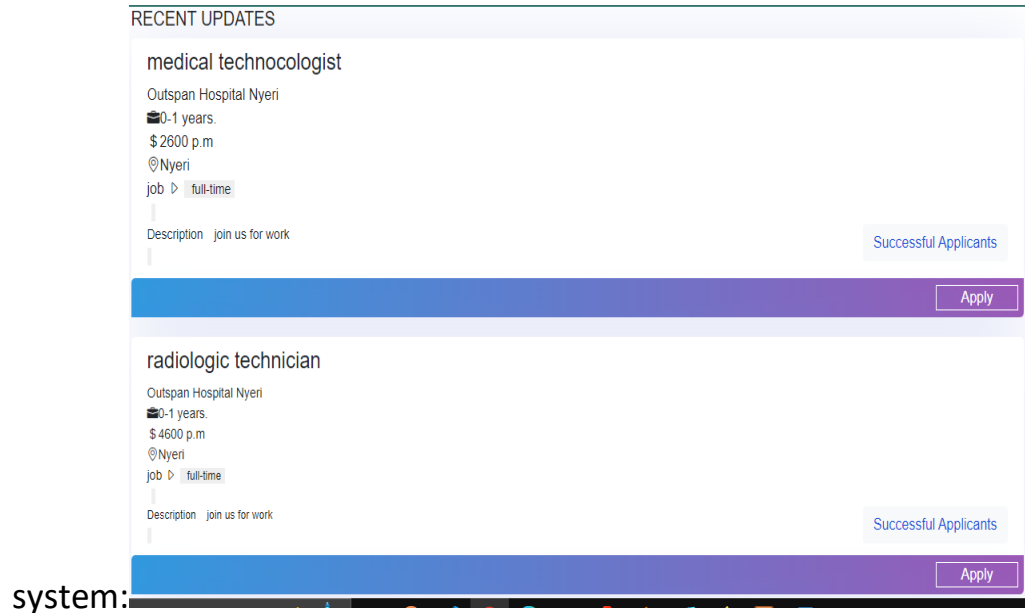 RECENT UPDATES
medical technocologist
Outspan Hospital Nyeri
0-1 years.
$ 2600 p.m
Nyeri
job full-time
Description join us for work
Successful Applicants
Apply
radiologic technician
Outspan Hospital Nyeri
0-1 years.
$ 4600 p.m
Nyeri
job full-time
Description join us for work
Successful Applicants
Apply
system: